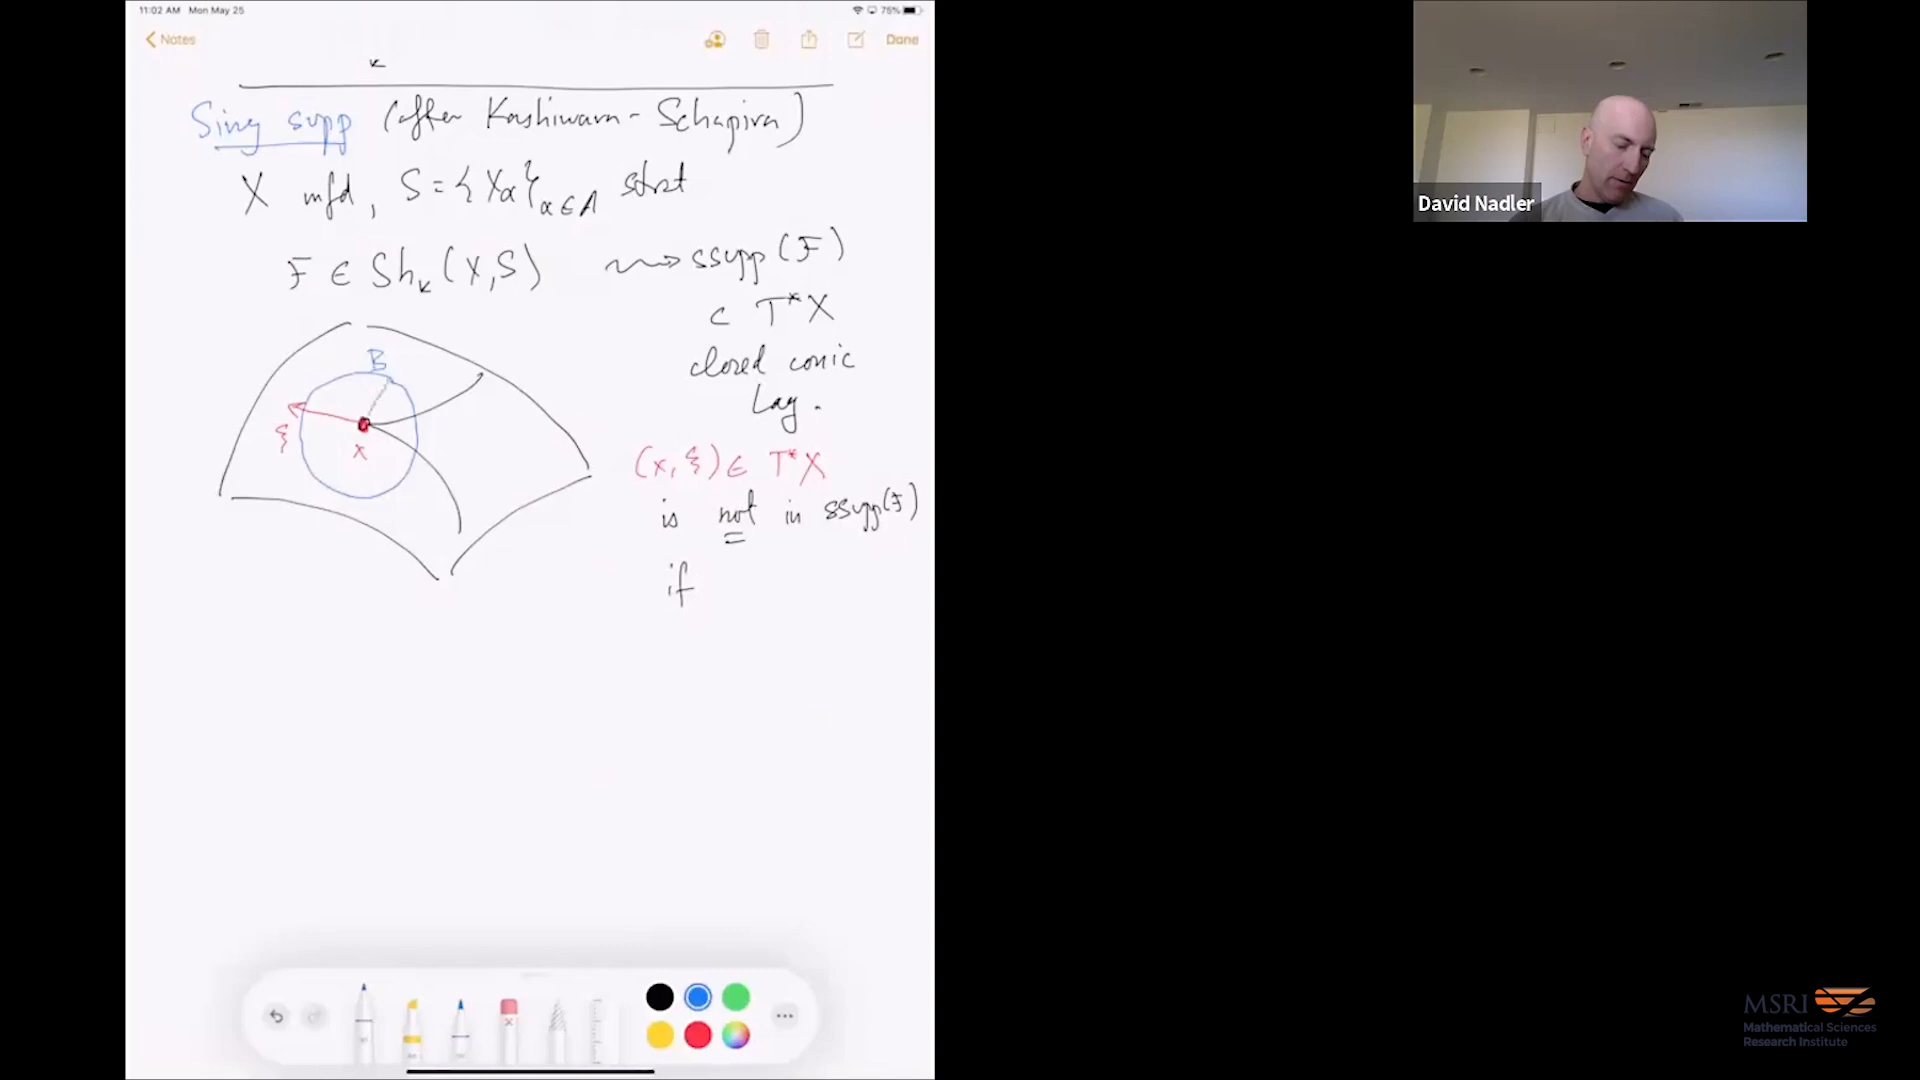 11:02 AM Mon May 25
75%
Notes
Done
k
Sing supp (after Kashiwara-Schapira)
X mfd, S = {Xα}α∈A strat
F ∈ Shk(X,S) ⇝ ssupp(F)
⊂ T*X
closed conic
Lag.
B
ξ
x
(x, ξ) ∈ T*X
is not in ssupp(F)
if
David Nadler
MSRI
Mathematical Sciences
Research Institute